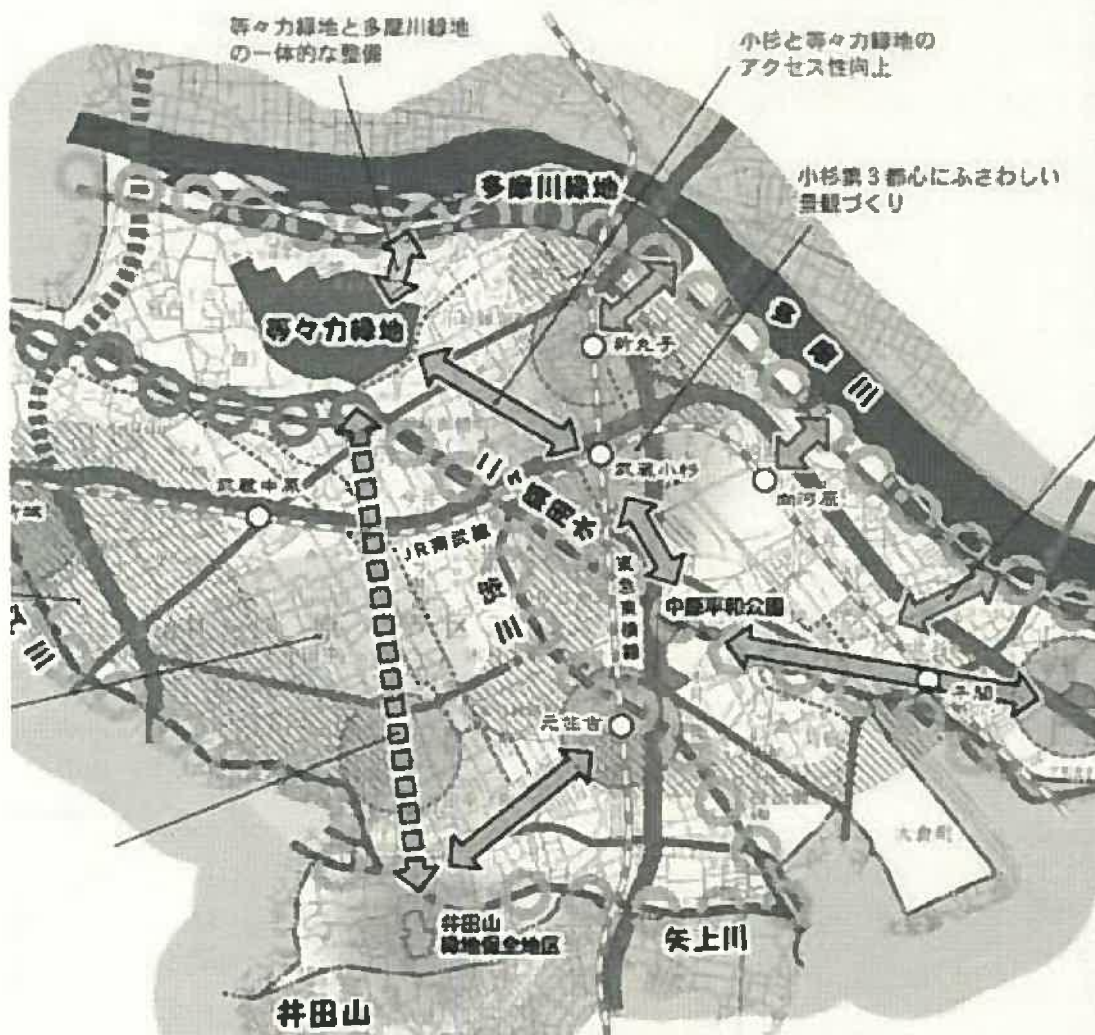 等々力緑地と多摩川緑地
の一体的な整備
小杉と等々力緑地の
アクセス性向上
小杉第3都心にふさわしい
景観づくり
多摩川緑地
等々力緑地
新丸子
多摩川
武蔵小杉
向河原
武蔵中原
二ヶ領用水
JR南武線
渋川
東急東横線
中原平和公園
平間
元住吉
大倉町
井田山
緑地保全地区
矢上川
井田山